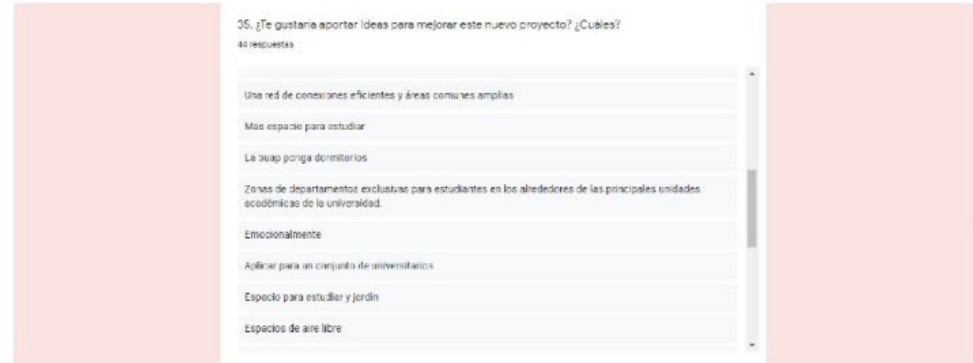 35. ¿Te gustaría aportar ideas para mejorar este nuevo proyecto? ¿Cuáles?
44 respuestas
Una red de conexiones eficientes y áreas comunes amplias
Más espacio para estudiar
La buap ponga dormitorios
Zonas de departamentos exclusivas para estudiantes en los alrededores de las principales unidades
académicas de la universidad.
Emocionalmente
Aplicar para un conjunto de universitarios
Espacio para estudiar y jardín
Espacios de aire libre